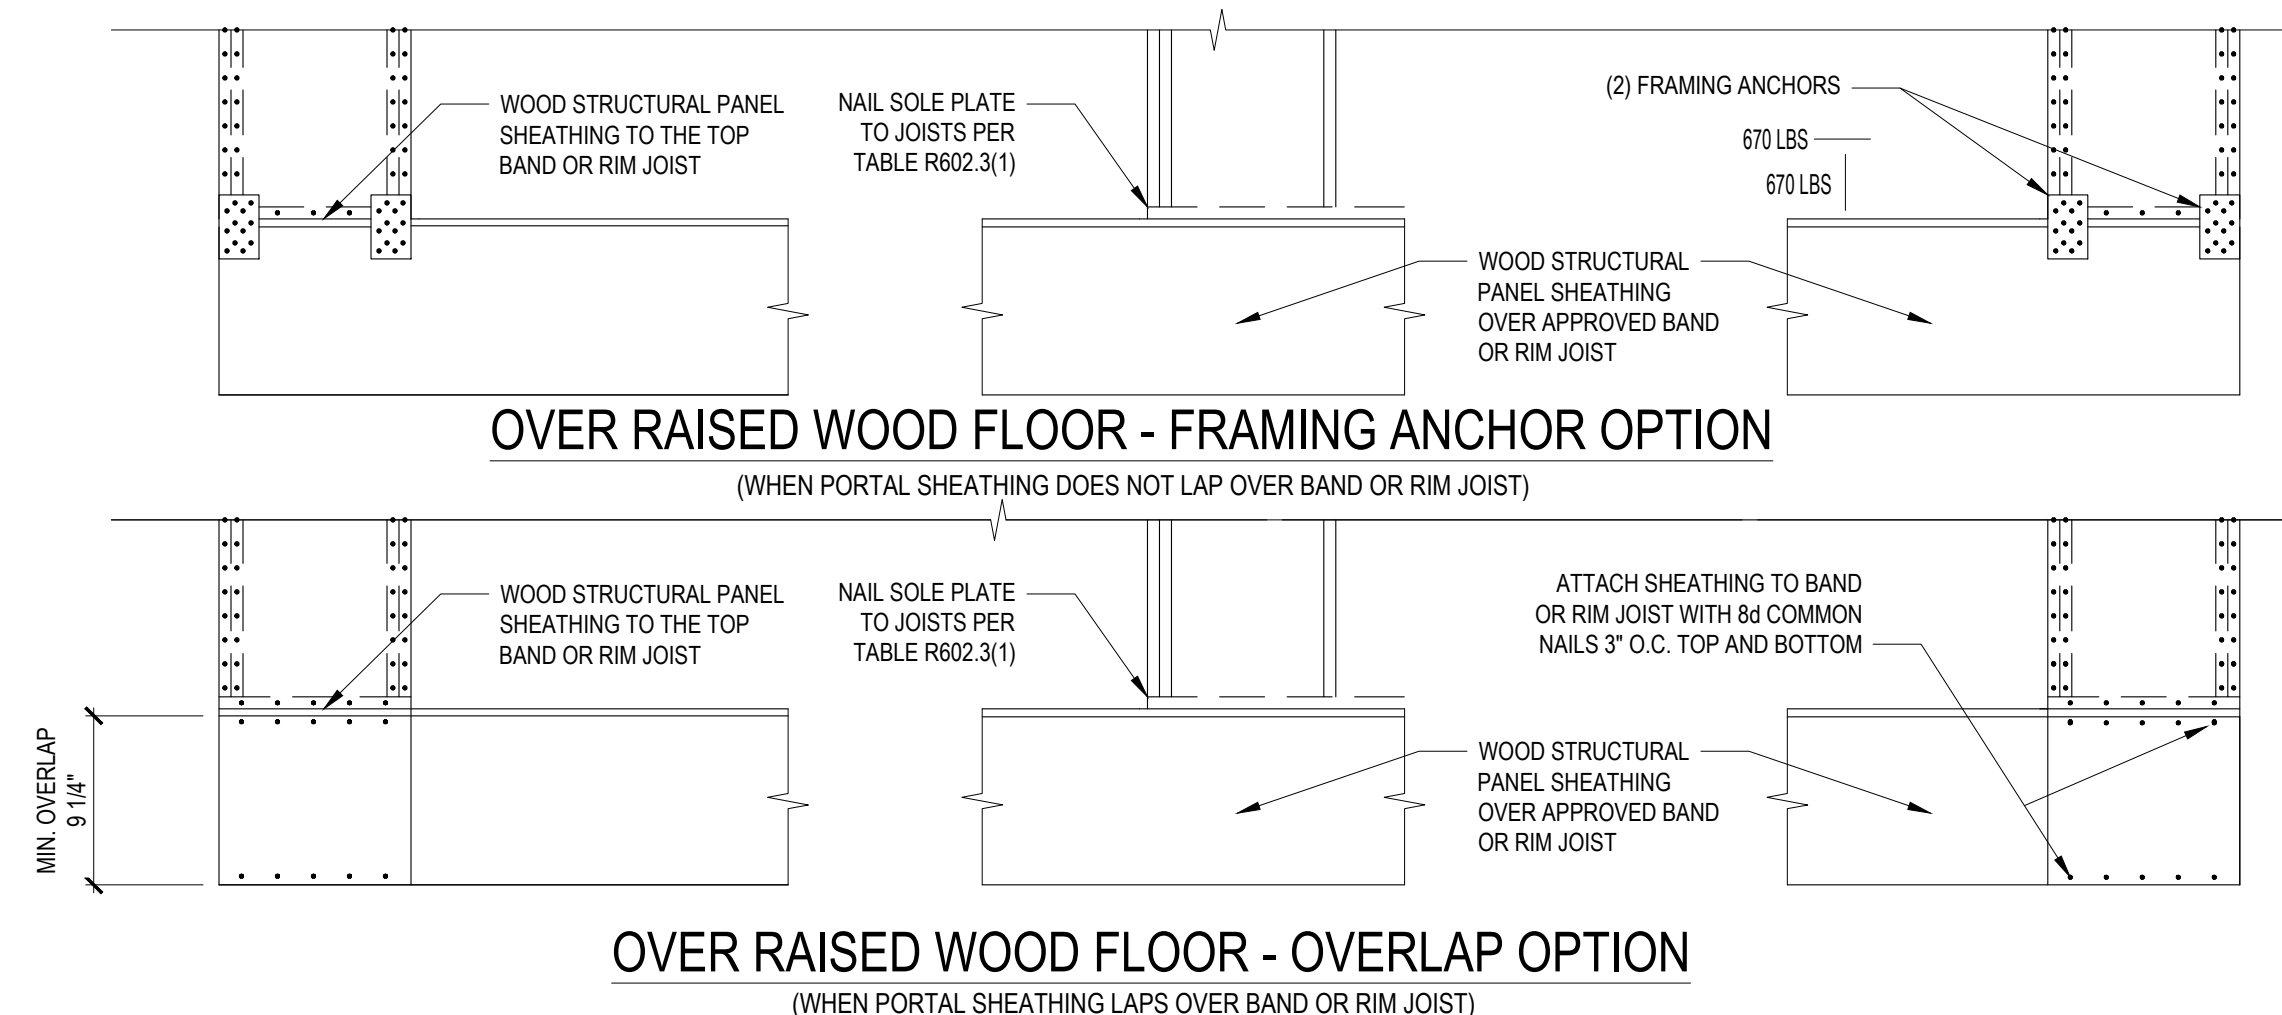 WOOD STRUCTURAL PANEL
SHEATHING TO THE TOP
BAND OR RIM JOIST
NAIL SOLE PLATE
TO JOISTS PER
TABLE R602.3(1)
(2) FRAMING ANCHORS
670 LBS
670 LBS
WOOD STRUCTURAL
PANEL SHEATHING
OVER APPROVED BAND
OR RIM JOIST
OVER RAISED WOOD FLOOR - FRAMING ANCHOR OPTION
(WHEN PORTAL SHEATHING DOES NOT LAP OVER BAND OR RIM JOIST)
WOOD STRUCTURAL PANEL
SHEATHING TO THE TOP
BAND OR RIM JOIST
NAIL SOLE PLATE
TO JOISTS PER
TABLE R602.3(1)
ATTACH SHEATHING TO BAND
OR RIM JOIST WITH 8d COMMON
NAILS 3" O.C. TOP AND BOTTOM
MIN. OVERLAP
9 1/4"
WOOD STRUCTURAL
PANEL SHEATHING
OVER APPROVED BAND
OR RIM JOIST
OVER RAISED WOOD FLOOR - OVERLAP OPTION
(WHEN PORTAL SHEATHING LAPS OVER BAND OR RIM JOIST)